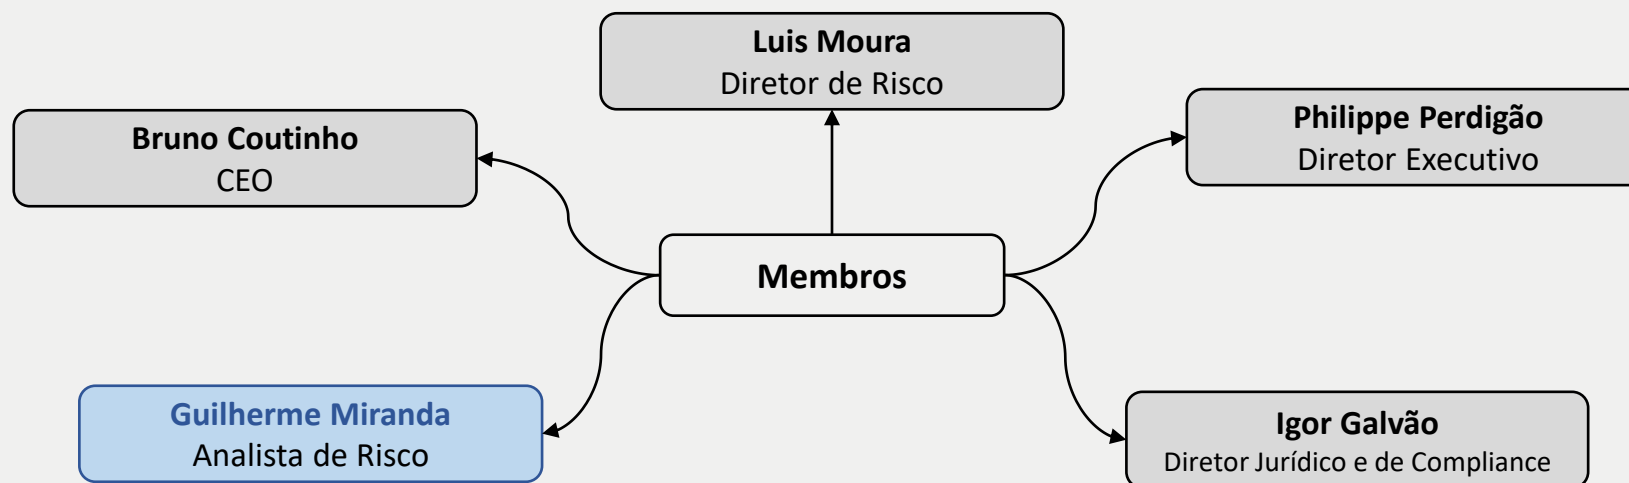 Luis Moura
Diretor de Risco
Bruno Coutinho
CEO
Philippe Perdigão
Diretor Executivo
Membros
Guilherme Miranda
Analista de Risco
Igor Galvão
Diretor Jurídico e de Compliance